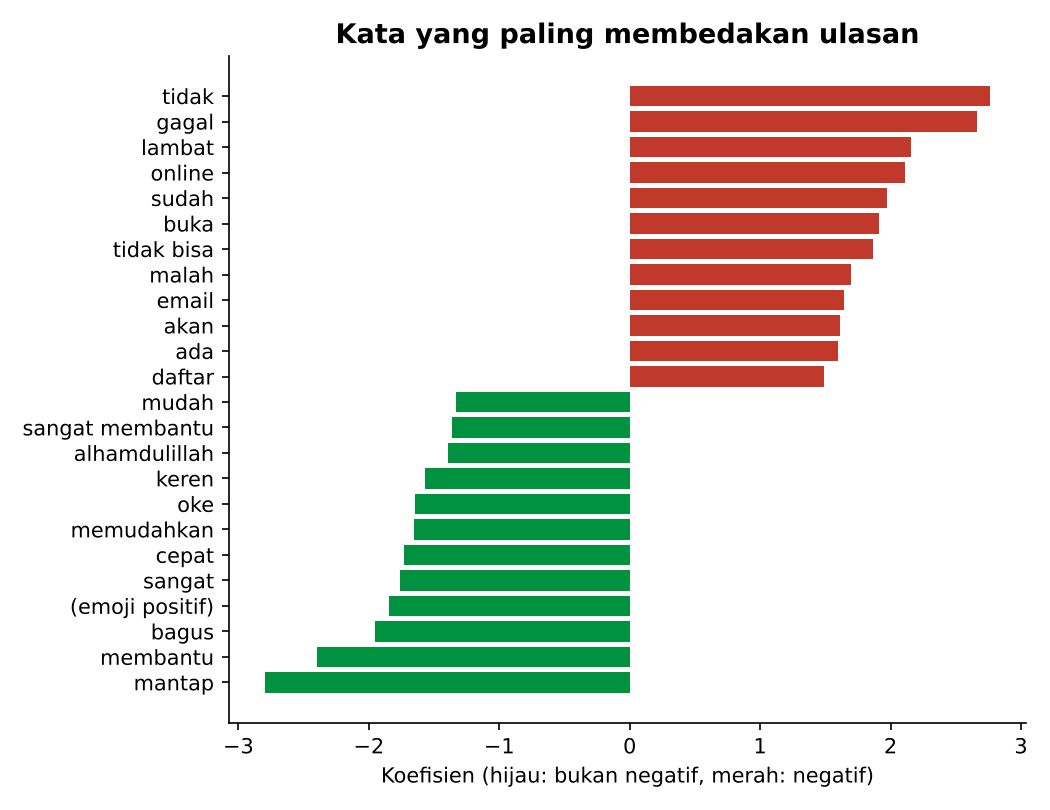 Kata yang paling membedakan ulasan
tidak
gagal
lambat
online
sudah
buka
tidak bisa
malah
email
akan
ada
daftar
mudah
sangat membantu
alhamdulillah
keren
oke
memudahkan
cepat
sangat
(emoji positif)
bagus
membantu
mantap
−3 −2 −1 0 1 2 3
Koefisien (hijau: bukan negatif, merah: negatif)